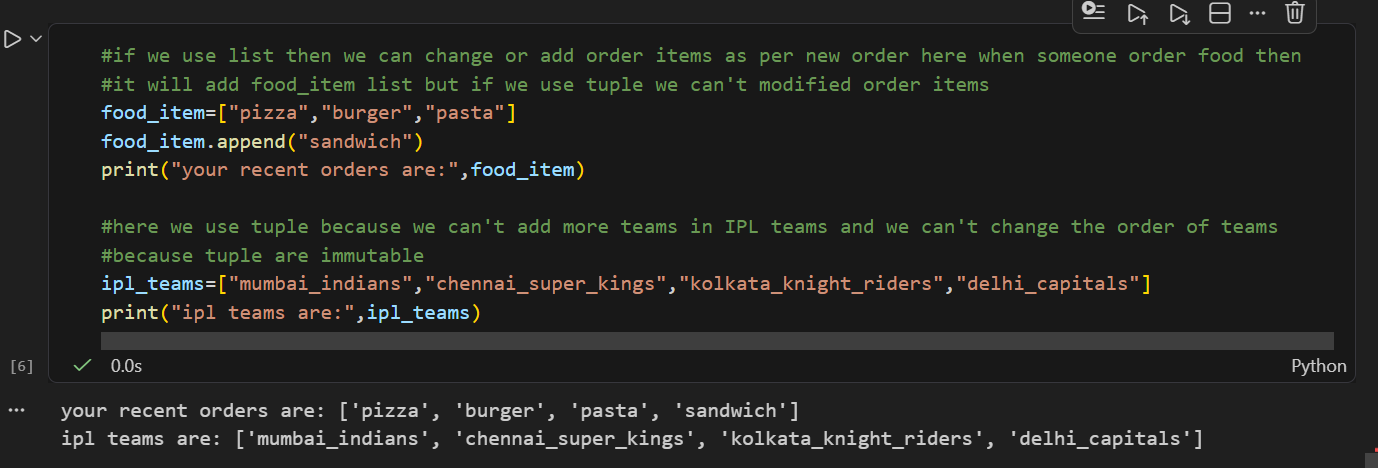 #if we use list then we can change or add order items as per new order here when someone order food then
#it will add food_item list but if we use tuple we can't modified order items
food_item=["pizza","burger","pasta"]
food_item.append("sandwich")
print("your recent orders are:",food_item)
#here we use tuple because we can't add more teams in IPL teams and we can't change the order of teams
#because tuple are immutable
ipl_teams=["mumbai_indians","chennai_super_kings","kolkata_knight_riders","delhi_capitals"]
print("ipl teams are:",ipl_teams)
[6] 0.0s Python
your recent orders are: ['pizza', 'burger', 'pasta', 'sandwich']
ipl teams are: ['mumbai_indians', 'chennai_super_kings', 'kolkata_knight_riders', 'delhi_capitals']